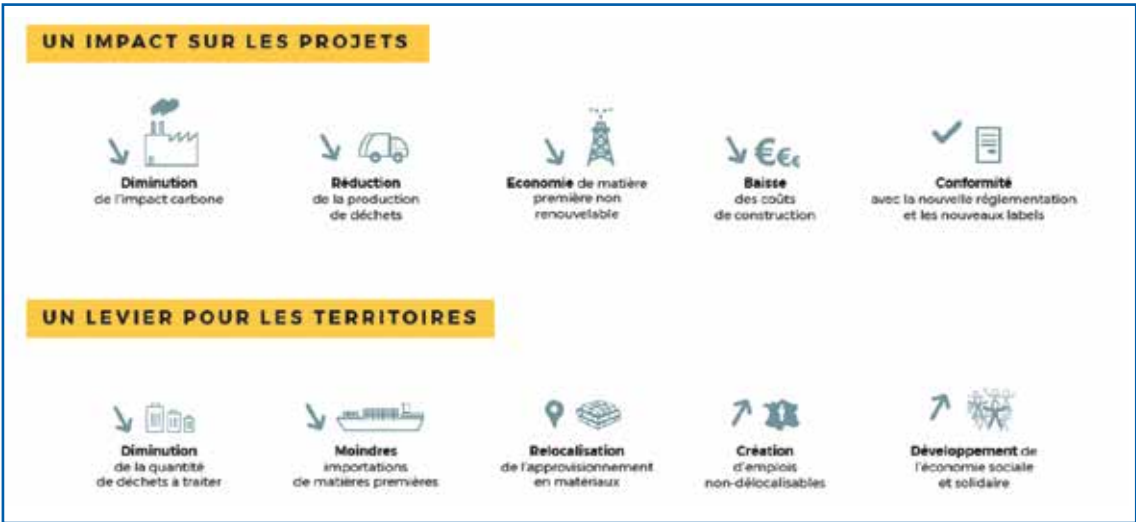 UN IMPACT SUR LES PROJETS
Diminution
de l'impact carbone
Réduction
de la production
de déchets
Economie de matière
première non
renouvelable
€€€
Baisse
des coûts
de construction
Conformité
avec la nouvelle réglementation
et les nouveaux labels
UN LEVIER POUR LES TERRITOIRES
Diminution
de la quantité
de déchets à traiter
Moindres
importations
de matières premières
Relocalisation
de l'approvisionnement
en matériaux
Création
d'emplois
non-délocalisables
Développement de
l'économie sociale
et solidaire